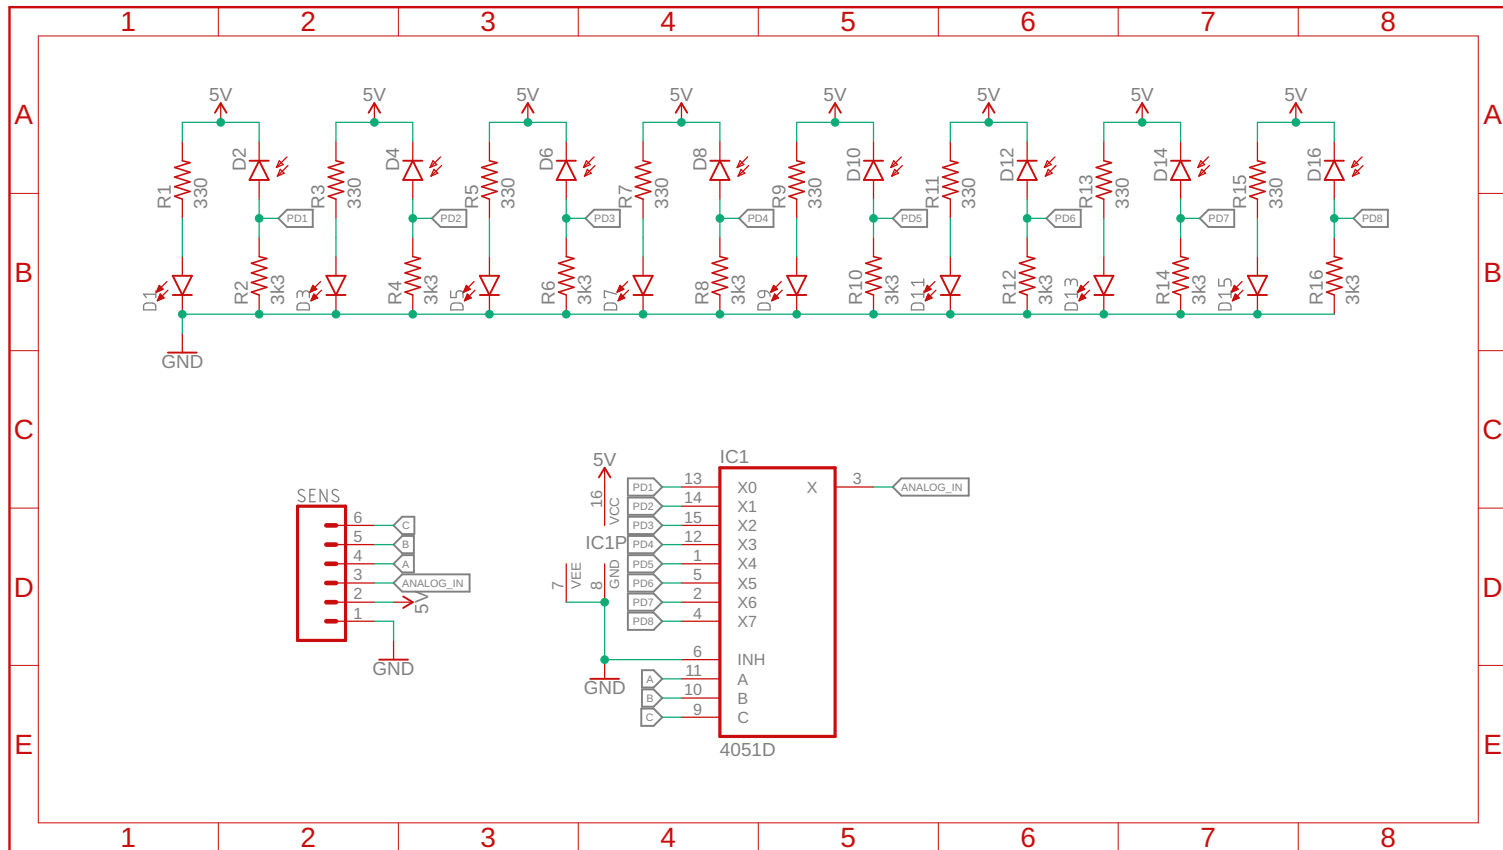 1 2 3 4 5 6 7 8
A A
5V 5V 5V 5V 5V 5V 5V 5V
R1 330 D2 R3 330 D4 R5 330 D6 R7 330 D8 R9 330 D10 R11 330 D12 R13 330 D14 R15 330 D16
PD1 PD2 PD3 PD4 PD5 PD6 PD7 PD8
B B
D1 R2 3k3 D3 R4 3k3 D5 R6 3k3 D7 R8 3k3 D9 R10 3k3 D11 R12 3k3 D13 R14 3k3 D15 R16 3k3
GND
C C
SENS
6 C
5 B
4 A
3 ANALOG_IN
2 5V
1
GND
5V
16 VCC
IC1P
7 VEE 8 GND
GND
IC1
PD1 13 X0 X 3 ANALOG_IN
PD2 14 X1
PD3 15 X2
PD4 12 X3
PD5 1 X4
PD6 5 X5
PD7 2 X6
PD8 4 X7
6 INH
A 11 A
B 10 B
C 9 C
4051D
D D
E E
1 2 3 4 5 6 7 8